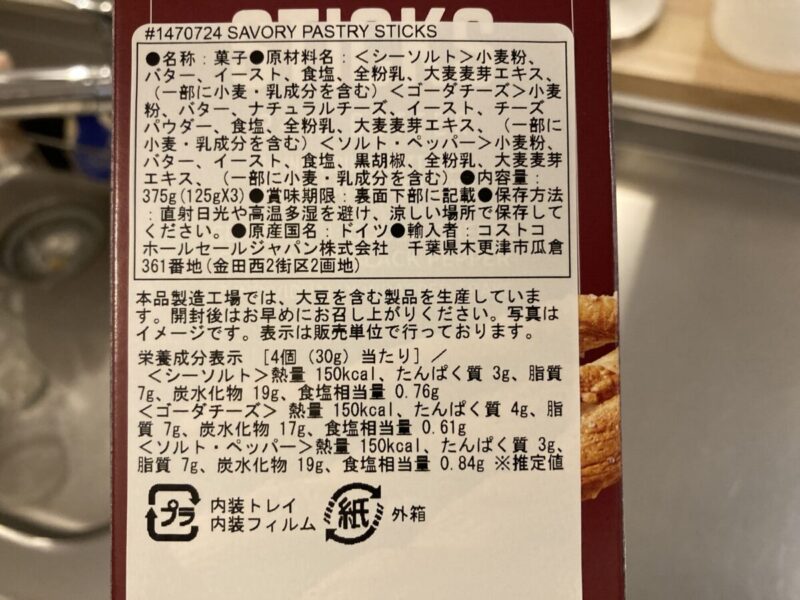 STICKS
#1470724 SAVORY PASTRY STICKS
●名称：菓子●原材料名：＜シーソルト＞小麦粉、
バター、イースト、食塩、全粉乳、大麦麦芽エキス、
（一部に小麦・乳成分を含む）＜ゴーダチーズ＞小麦
粉、バター、ナチュラルチーズ、イースト、チーズ
パウダー、食塩、全粉乳、大麦麦芽エキス、（一部に
小麦・乳成分を含む）＜ソルト・ペッパー＞小麦粉、
バター、イースト、食塩、黒胡椒、全粉乳、大麦麦芽
エキス、（一部に小麦・乳成分を含む）●内容量：
375g(125gX3)●賞味期限：裏面下部に記載●保存方法
：直射日光や高温多湿を避け、涼しい場所で保存して
ください。●原産国名：ドイツ●輸入者：コストコ
ホールセールジャパン株式会社　千葉県木更津市瓜倉
361番地(金田西2街区2画地)
本品製造工場では、大豆を含む製品を生産していま
す。開封後はお早めにお召し上がりください。写真は
イメージです。表示は販売単位で行っております。
栄養成分表示　[4個（30g）当たり]／
＜シーソルト＞熱量 150kcal、たんぱく質 3g、脂質
7g、炭水化物 19g、食塩相当量 0.76g
＜ゴーダチーズ＞ 熱量 150kcal、たんぱく質 4g、脂
質 7g、炭水化物 17g、食塩相当量 0.61g
＜ソルト・ペッパー＞熱量 150kcal、たんぱく質 3g、
脂質 7g、炭水化物 19g、食塩相当量 0.84g ※推定値
プラ 内装トレイ
内装フィルム
紙 外箱